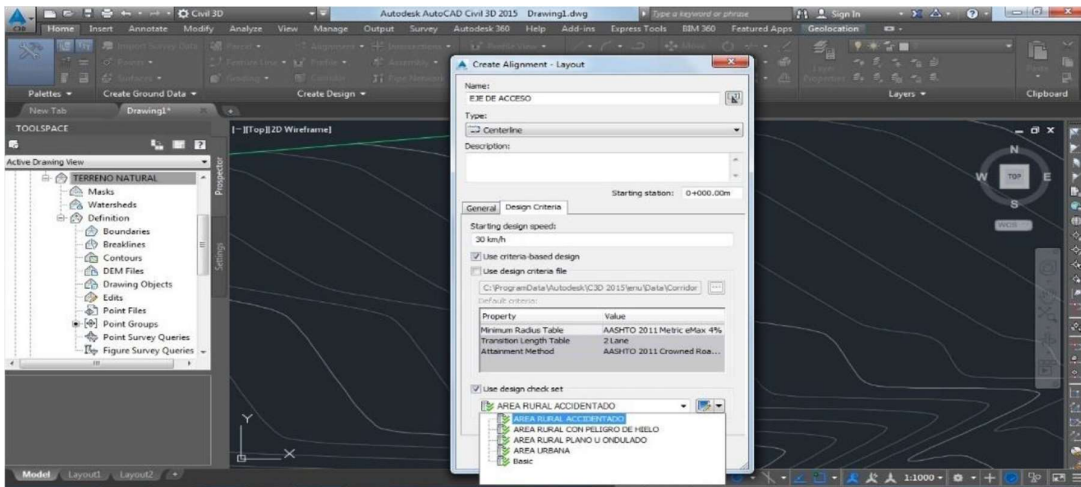 Civil 3D
Autodesk AutoCAD Civil 3D 2015 Drawing1.dwg
Type a keyword or phrase
Sign In
Home Insert Annotate Modify Analyze View Manage Output Survey Autodesk 360 Help Add-ins Express Tools BIM 360 Featured Apps Geolocation
Import Survey Data
Palettes
Create Ground Data
Create Design
Layers
Clipboard
New Tab
Drawing1*
TOOLSPACE
Active Drawing View
TERRENO NATURAL
Masks
Watersheds
Definition
Boundaries
Breaklines
Contours
DEM Files
Drawing Objects
Edits
Point Files
Point Groups
Point Survey Queries
Figure Survey Queries
Prospector
Settings
[-][Top][2D Wireframe]
Create Alignment - Layout
Name:
EJE DE ACCESO
Type:
Centerline
Description:
Starting station: 0+000.00m
General Design Criteria
Starting design speed:
30 km/h
Use criteria-based design
Use design criteria file
C:\ProgramData\Autodesk\C3D 2015\enu\Data\Corridor
Default criteria:
Property Value
Minimum Radius Table AASHTO 2011 Metric eMax 4%
Transition Length Table 2 Lane
Attainment Method AASHTO 2011 Crowned Roa...
Use design check set
AREA RURAL ACCIDENTADO
AREA RURAL ACCIDENTADO
AREA RURAL CON PELIGRO DE HIELO
AREA RURAL PLANO U ONDULADO
AREA URBANA
Basic
N
W TOP E
S
WCS
Y
X
Model Layout1 Layout2
1:1000